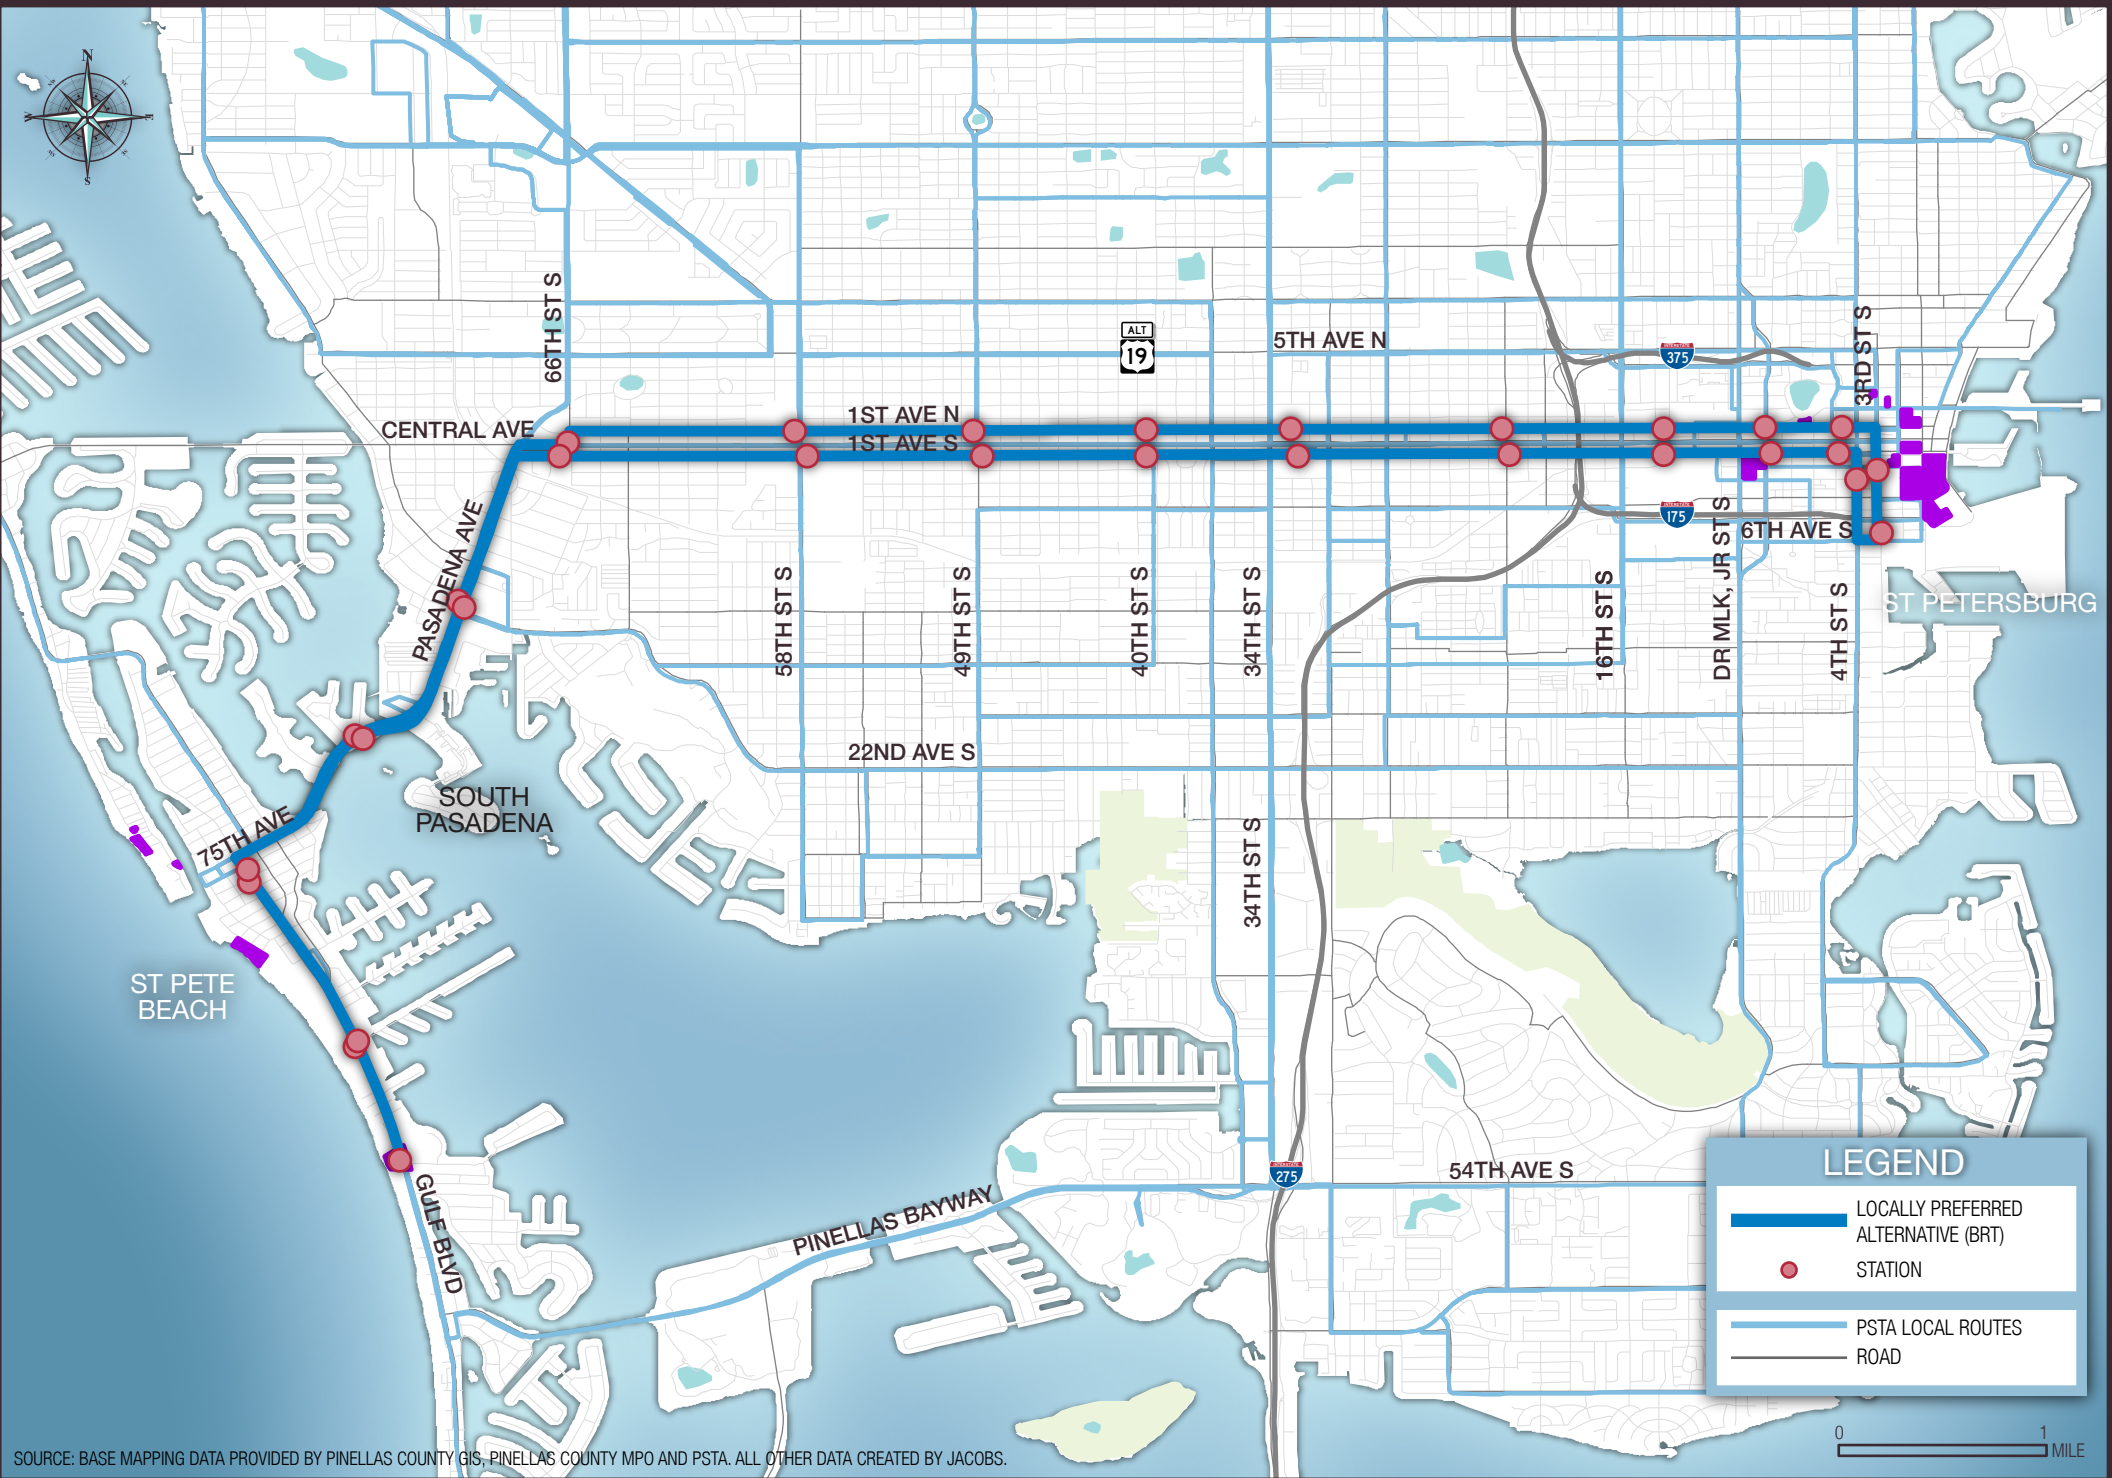 N
W
E
S
66TH ST S
ALT
19
5TH AVE N
INTERSTATE
375
3RD ST S
CENTRAL AVE
1ST AVE N
1ST AVE S
PASADENA AVE
INTERSTATE
175
6TH AVE S
58TH ST S
49TH ST S
40TH ST S
34TH ST S
16TH ST S
DR MLK, JR ST S
4TH ST S
ST PETERSBURG
22ND AVE S
SOUTH
PASADENA
75TH AVE
34TH ST S
ST PETE
BEACH
GULF BLVD
PINELLAS BAYWAY
INTERSTATE
275
54TH AVE S
LEGEND
LOCALLY PREFERRED
ALTERNATIVE (BRT)
STATION
PSTA LOCAL ROUTES
ROAD
0 1
MILE
SOURCE: BASE MAPPING DATA PROVIDED BY PINELLAS COUNTY GIS, PINELLAS COUNTY MPO AND PSTA. ALL OTHER DATA CREATED BY JACOBS.